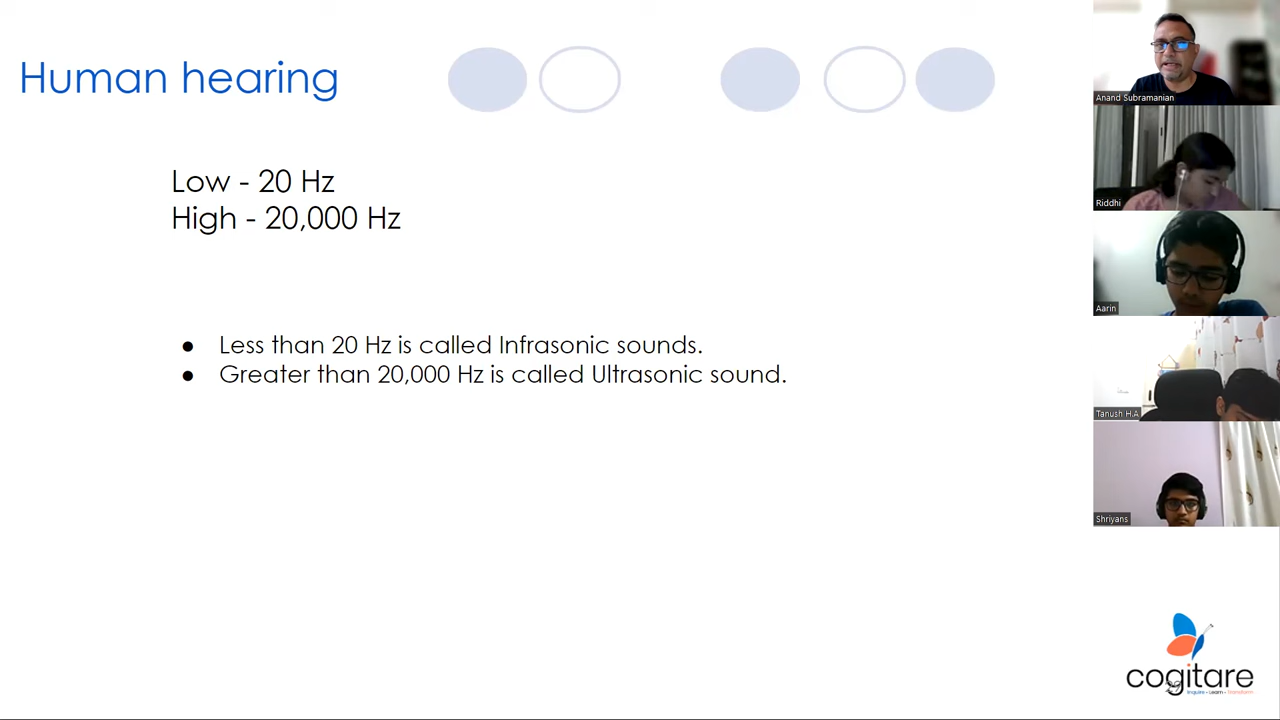 Human hearing
Low - 20 Hz
High - 20,000 Hz
● Less than 20 Hz is called Infrasonic sounds.
● Greater than 20,000 Hz is called Ultrasonic sound.
Anand Subramanian
Riddhi
Aarin
Tanush H.A
Shriyans
cogitare